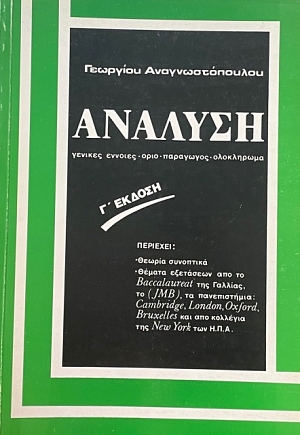 Γεωργίου Αναγνωστόπουλου
ΑΝΑΛΥΣΗ
γενικες εννοιες - οριο - παραγωγος - ολοκληρωμα
Γ΄ ΕΚΔΟΣΗ
ΠΕΡΙΕΧΕΙ:
·Θεωρία συνοπτικά
·Θέματα εξετάσεων απο το
Baccalaureat της Γαλλίας,
το (JMB), τα πανεπιστήμια:
Cambridge, London, Oxford,
Bruxelles και απο κολλέγια
της New York των Η.Π.Α.